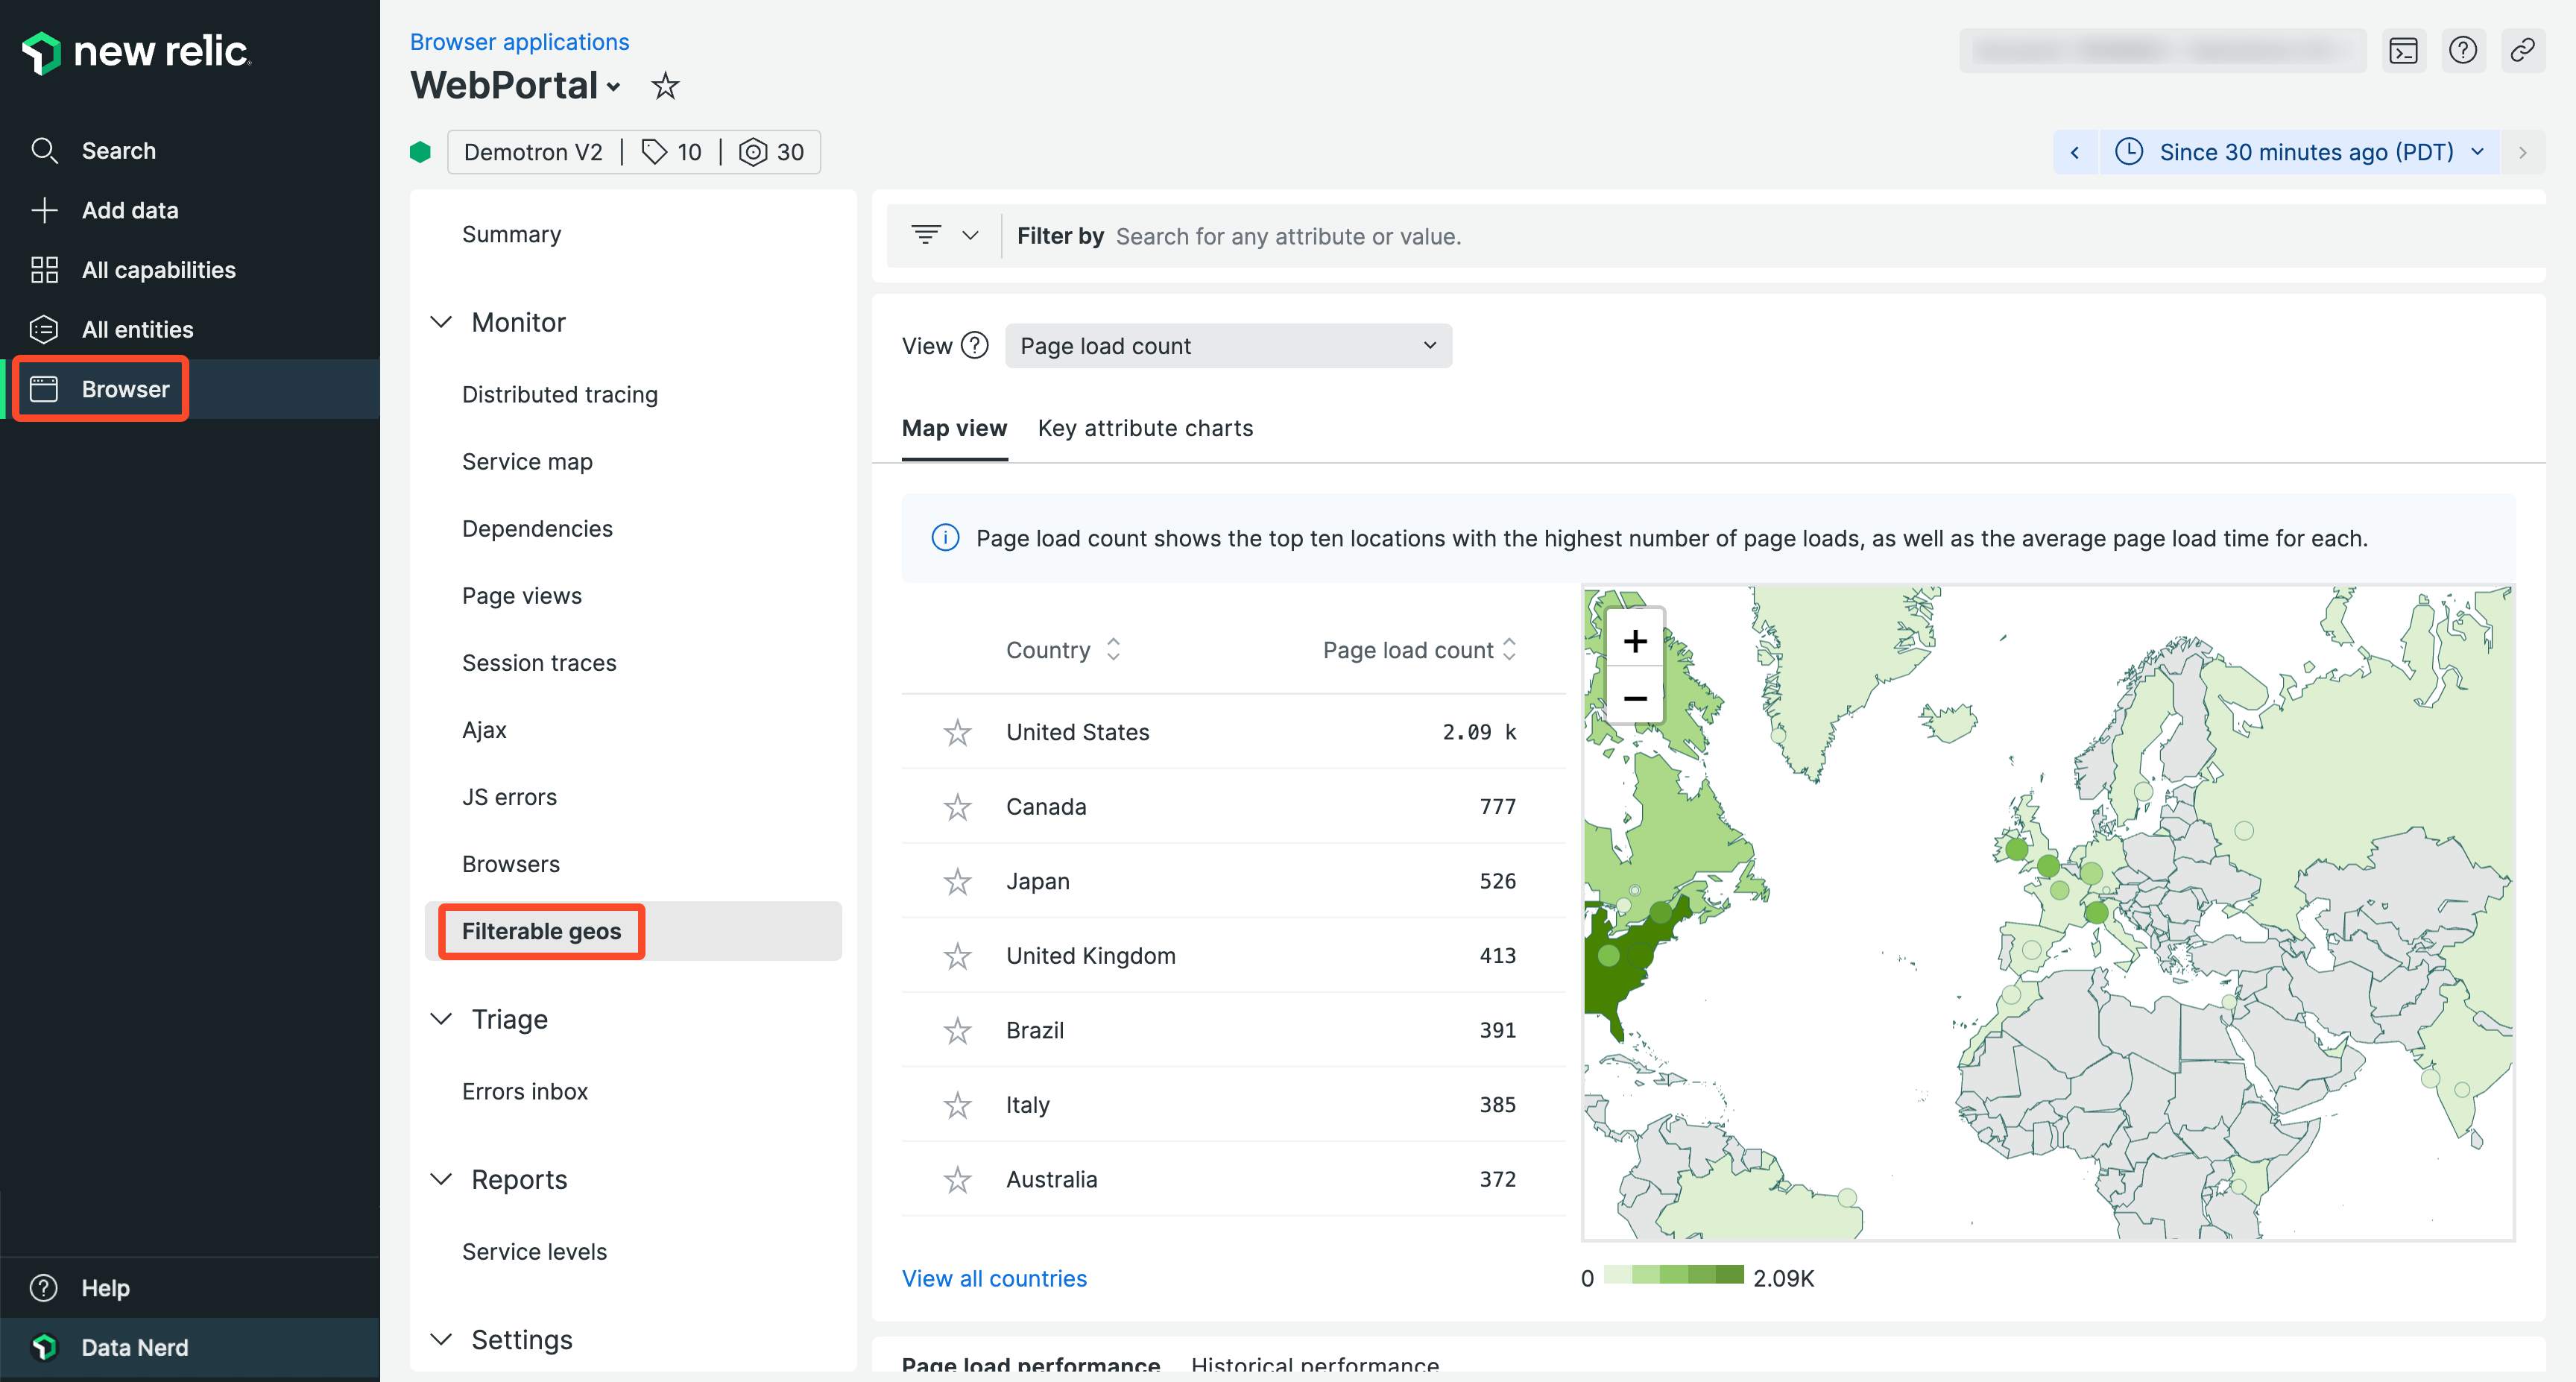 new relic
Search
Add data
All capabilities
All entities
Browser
Help
Data Nerd
Browser applications
WebPortal
Demotron V2 | 10 | 30
Since 30 minutes ago (PDT)
Summary
Monitor
Distributed tracing
Service map
Dependencies
Page views
Session traces
Ajax
JS errors
Browsers
Filterable geos
Triage
Errors inbox
Reports
Service levels
Settings
Filter by Search for any attribute or value.
View ? Page load count
Map view Key attribute charts
Page load count shows the top ten locations with the highest number of page loads, as well as the average page load time for each.
Country Page load count
United States 2.09 k
Canada 777
Japan 526
United Kingdom 413
Brazil 391
Italy 385
Australia 372
View all countries
+
−
0 2.09K
Page load performance Historical performance